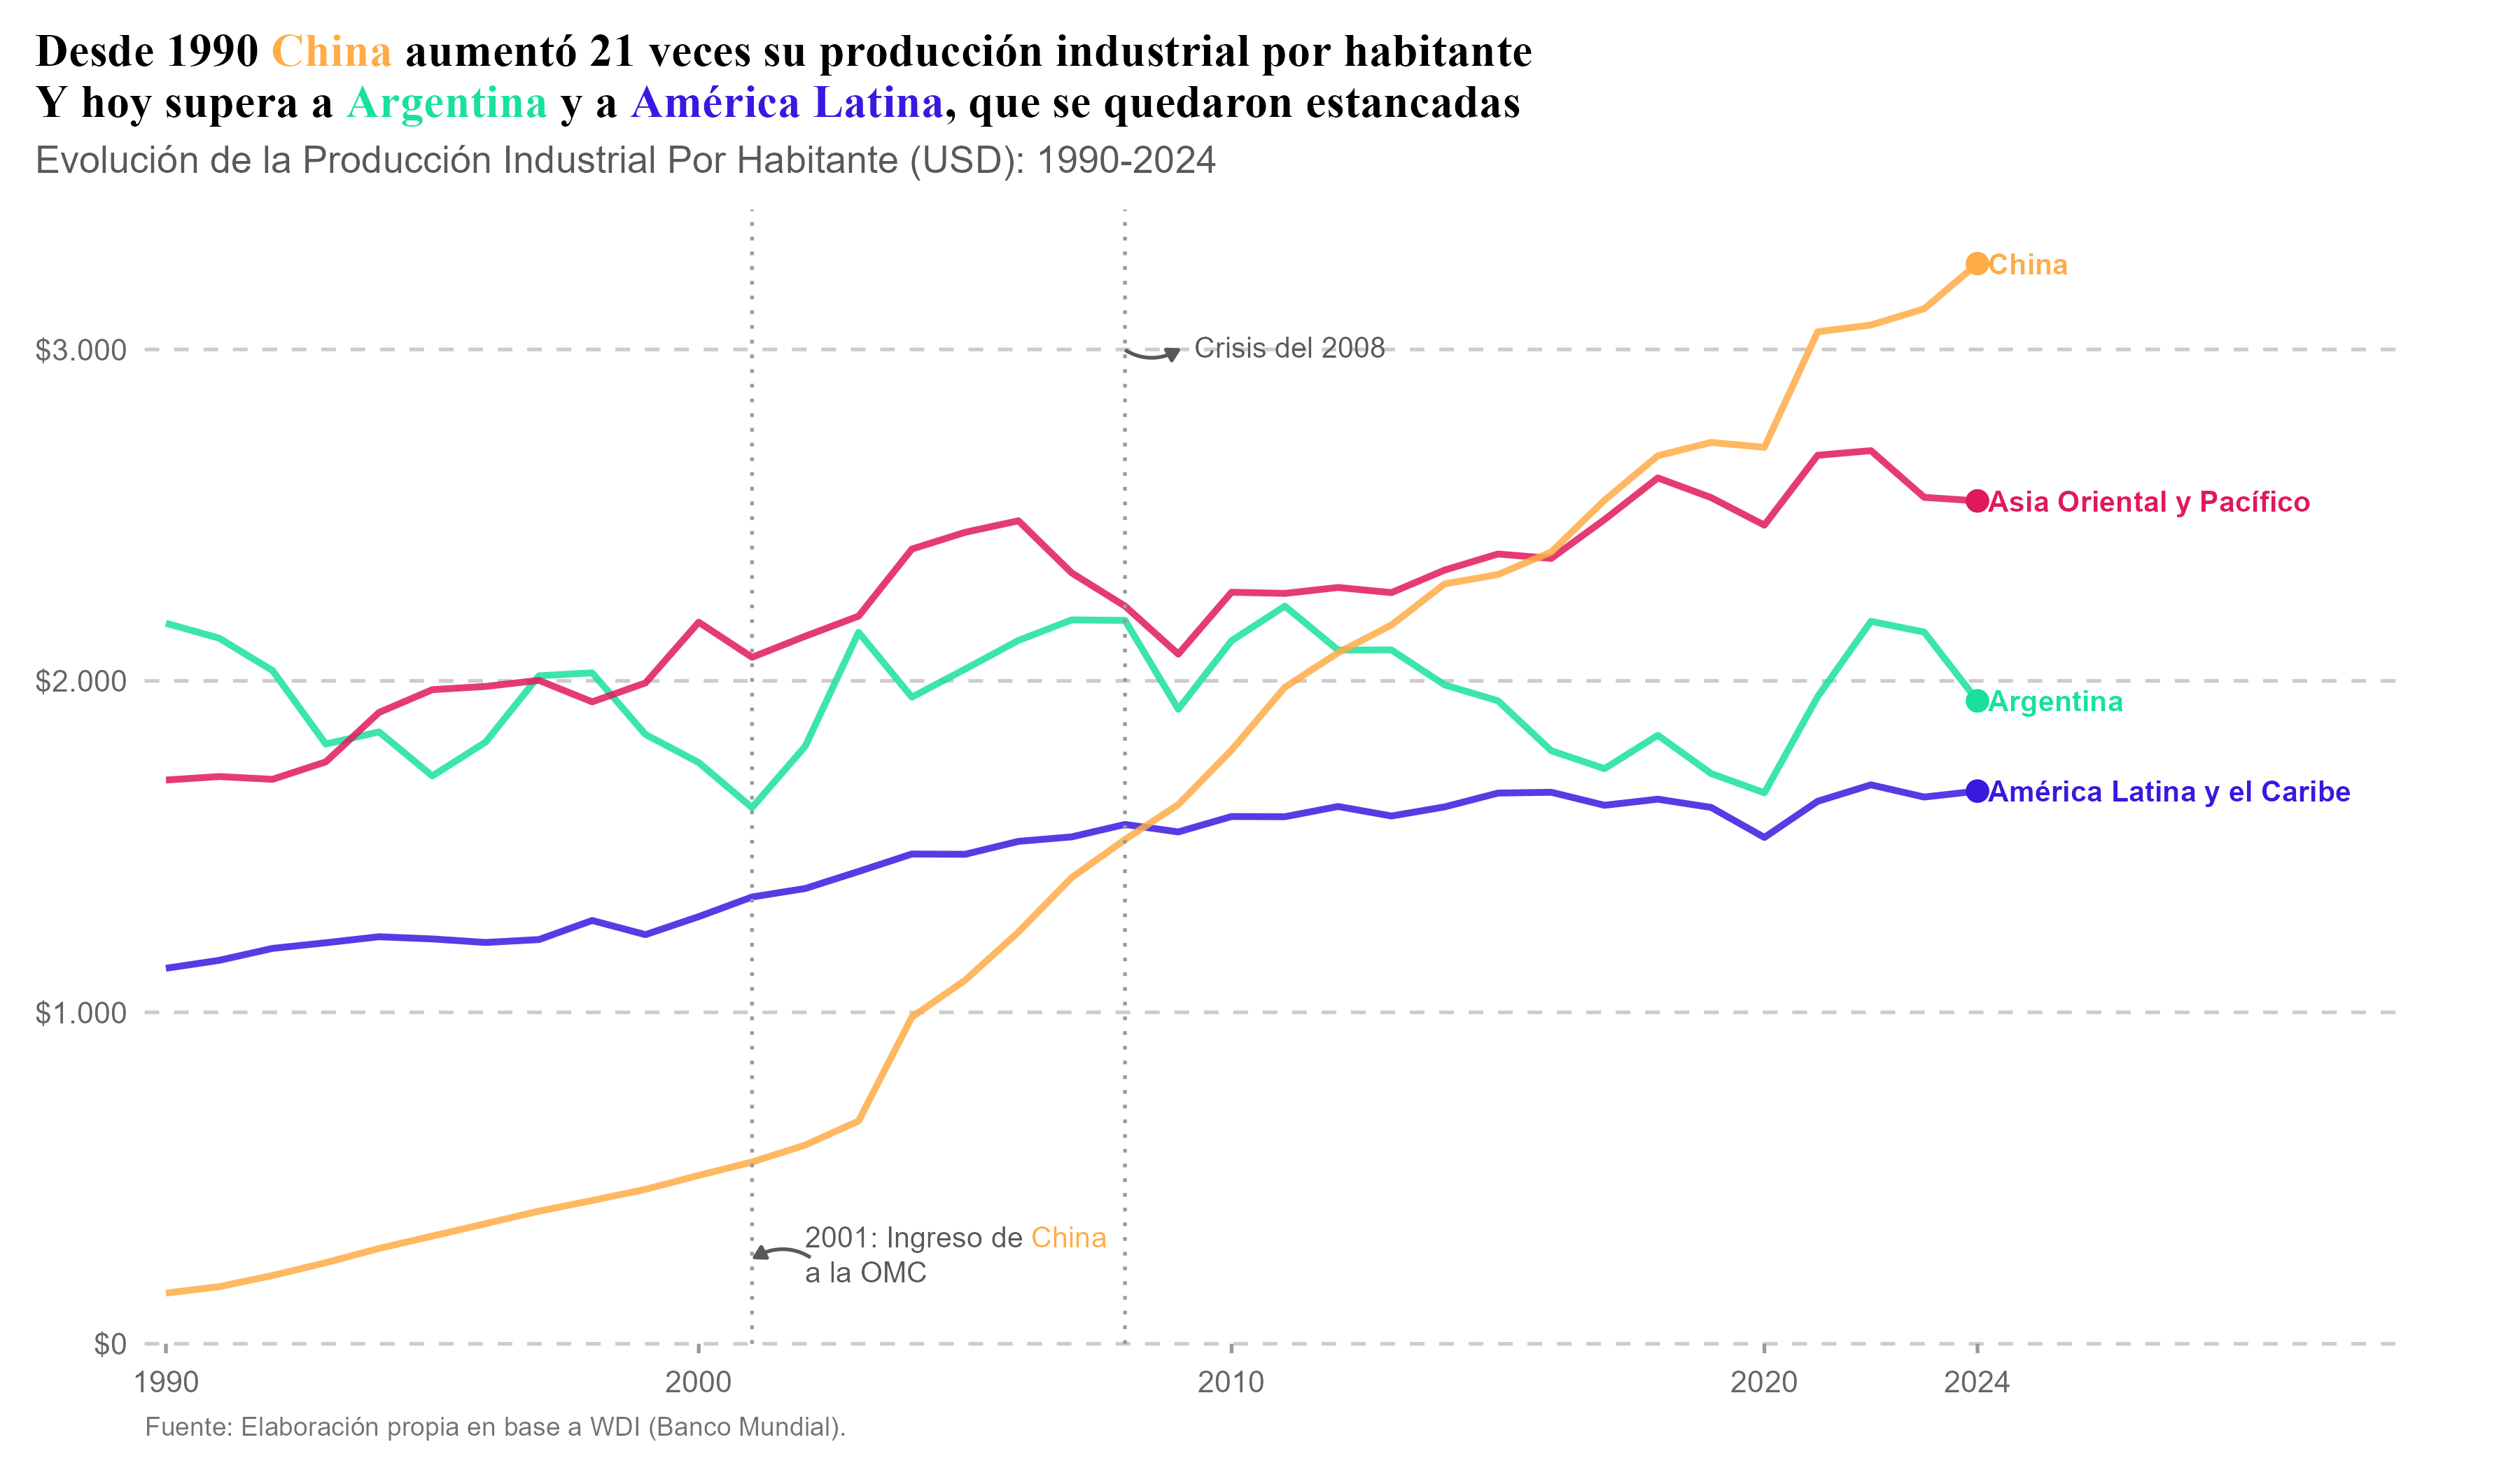 Desde 1990 China aumentó 21 veces su producción industrial por habitante
Y hoy supera a Argentina y a América Latina, que se quedaron estancadas
Evolución de la Producción Industrial Por Habitante (USD): 1990-2024
China
$3.000
Crisis del 2008
Asia Oriental y Pacífico
$2.000
Argentina
América Latina y el Caribe
$1.000
2001: Ingreso de China
a la OMC
$0
1990 2000 2010 2020 2024
Fuente: Elaboración propia en base a WDI (Banco Mundial).